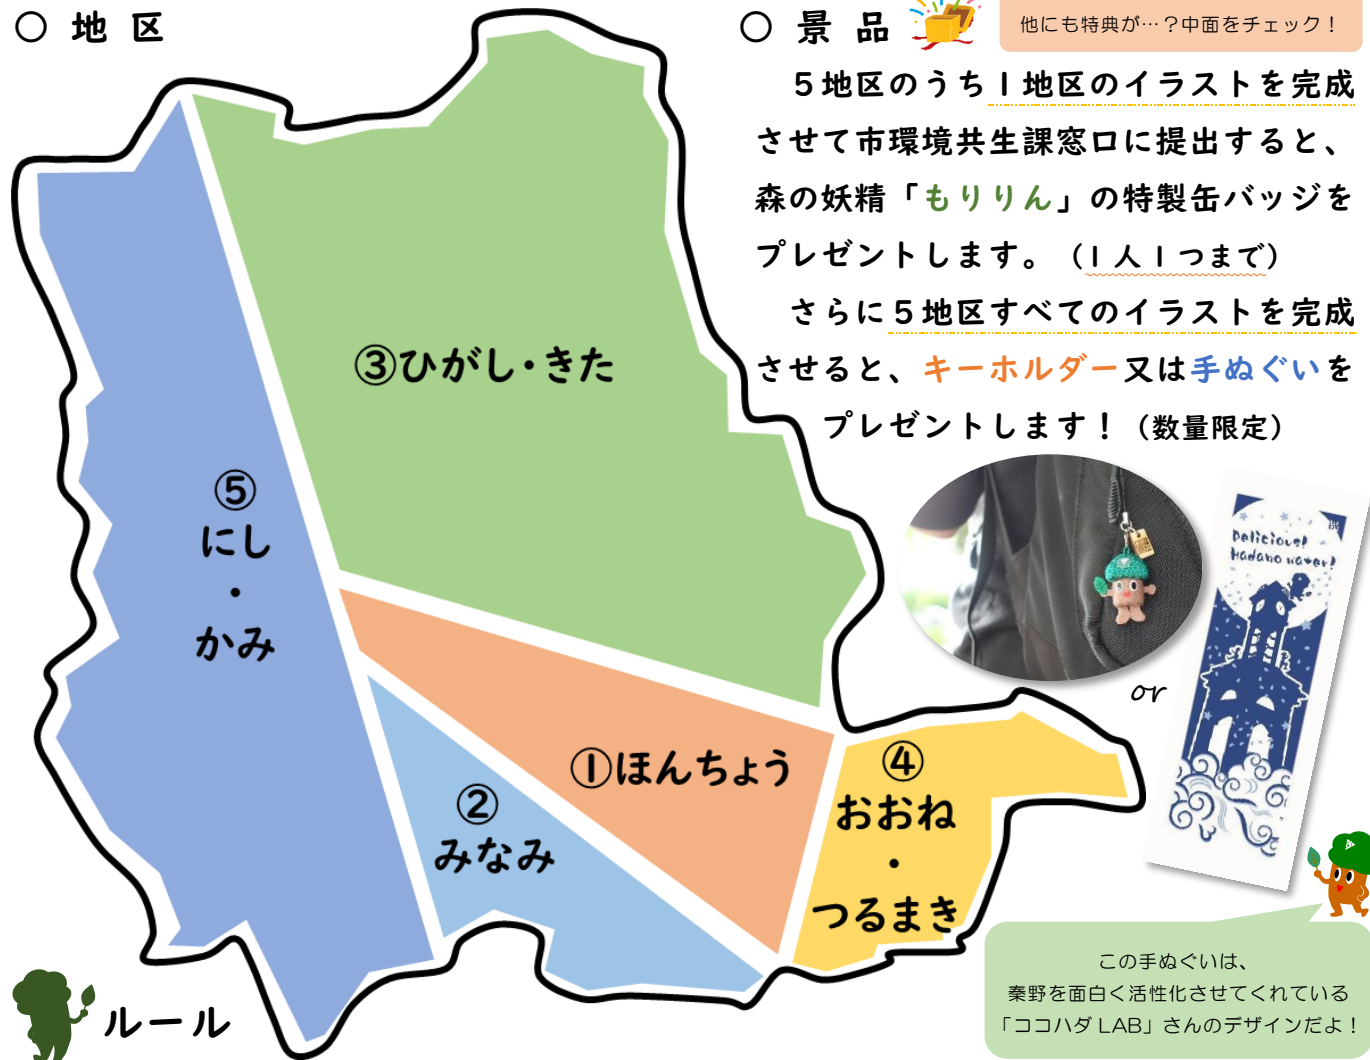 ○ 地 区
③ひがし・きた
⑤
にし
・
かみ
①ほんちょう
②
みなみ
④
おおね
・
つるまき
ルール
○ 景 品
他にも特典が…？中面をチェック！
５地区のうち１地区のイラストを完成
させて市環境共生課窓口に提出すると、
森の妖精「もりりん」の特製缶バッジを
プレゼントします。（１人１つまで）
さらに５地区すべてのイラストを完成
させると、キーホルダー又は手ぬぐいを
プレゼントします！（数量限定）
or
Delicious!
Hadano water!
この手ぬぐいは、
秦野を面白く活性化させてくれている
「ココハダ LAB」さんのデザインだよ！